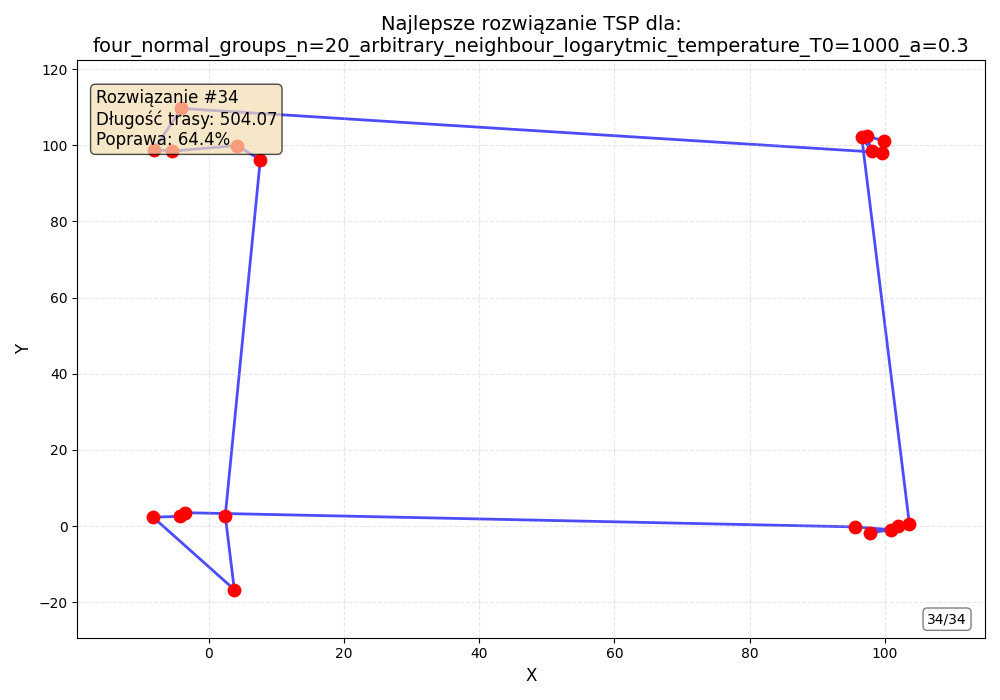 Najlepsze rozwiązanie TSP dla:
four_normal_groups_n=20_arbitrary_neighbour_logarytmic_temperature_T0=1000_a=0.3
Rozwiązanie #34
Długość trasy: 504.07
Poprawa: 64.4%
120
100
80
60
40
20
0
−20
Y
0
20
40
60
80
100
X
34/34